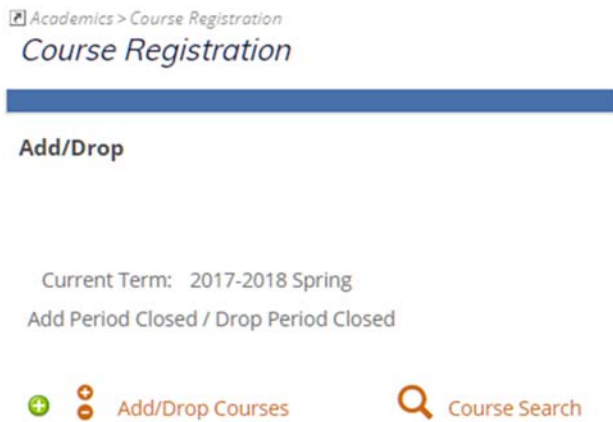 Academics > Course Registration
Course Registration
Add/Drop
Current Term: 2017-2018 Spring
Add Period Closed / Drop Period Closed
Add/Drop Courses Course Search